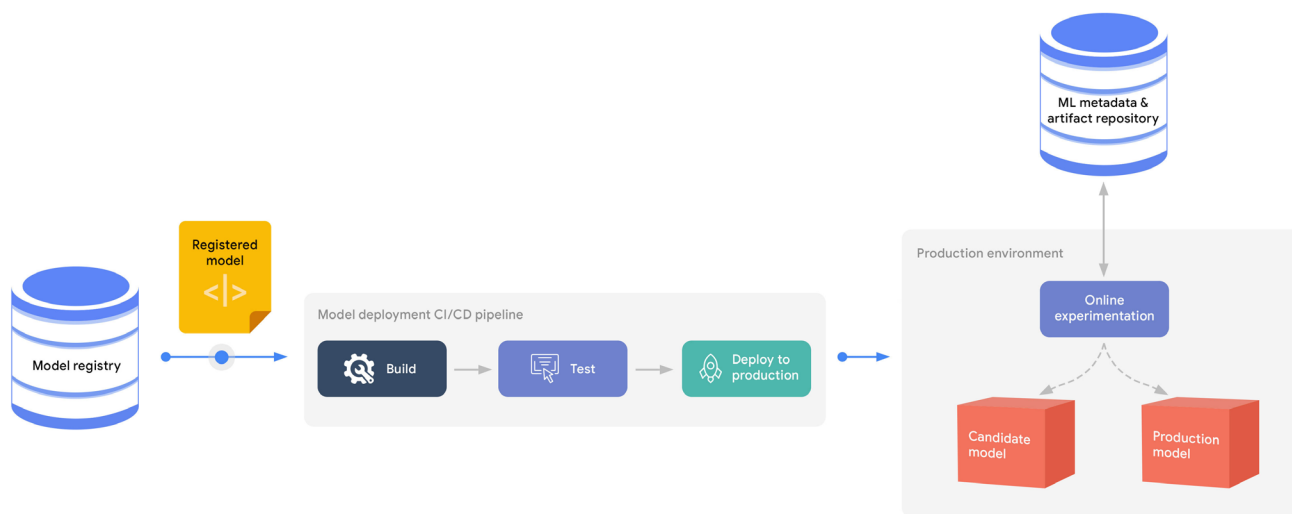 Model registry
Registered
model
</>
Model deployment CI/CD pipeline
Build
Test
Deploy to
production
ML metadata &
artifact repository
Production environment
Online
experimentation
Candidate
model
Production
model